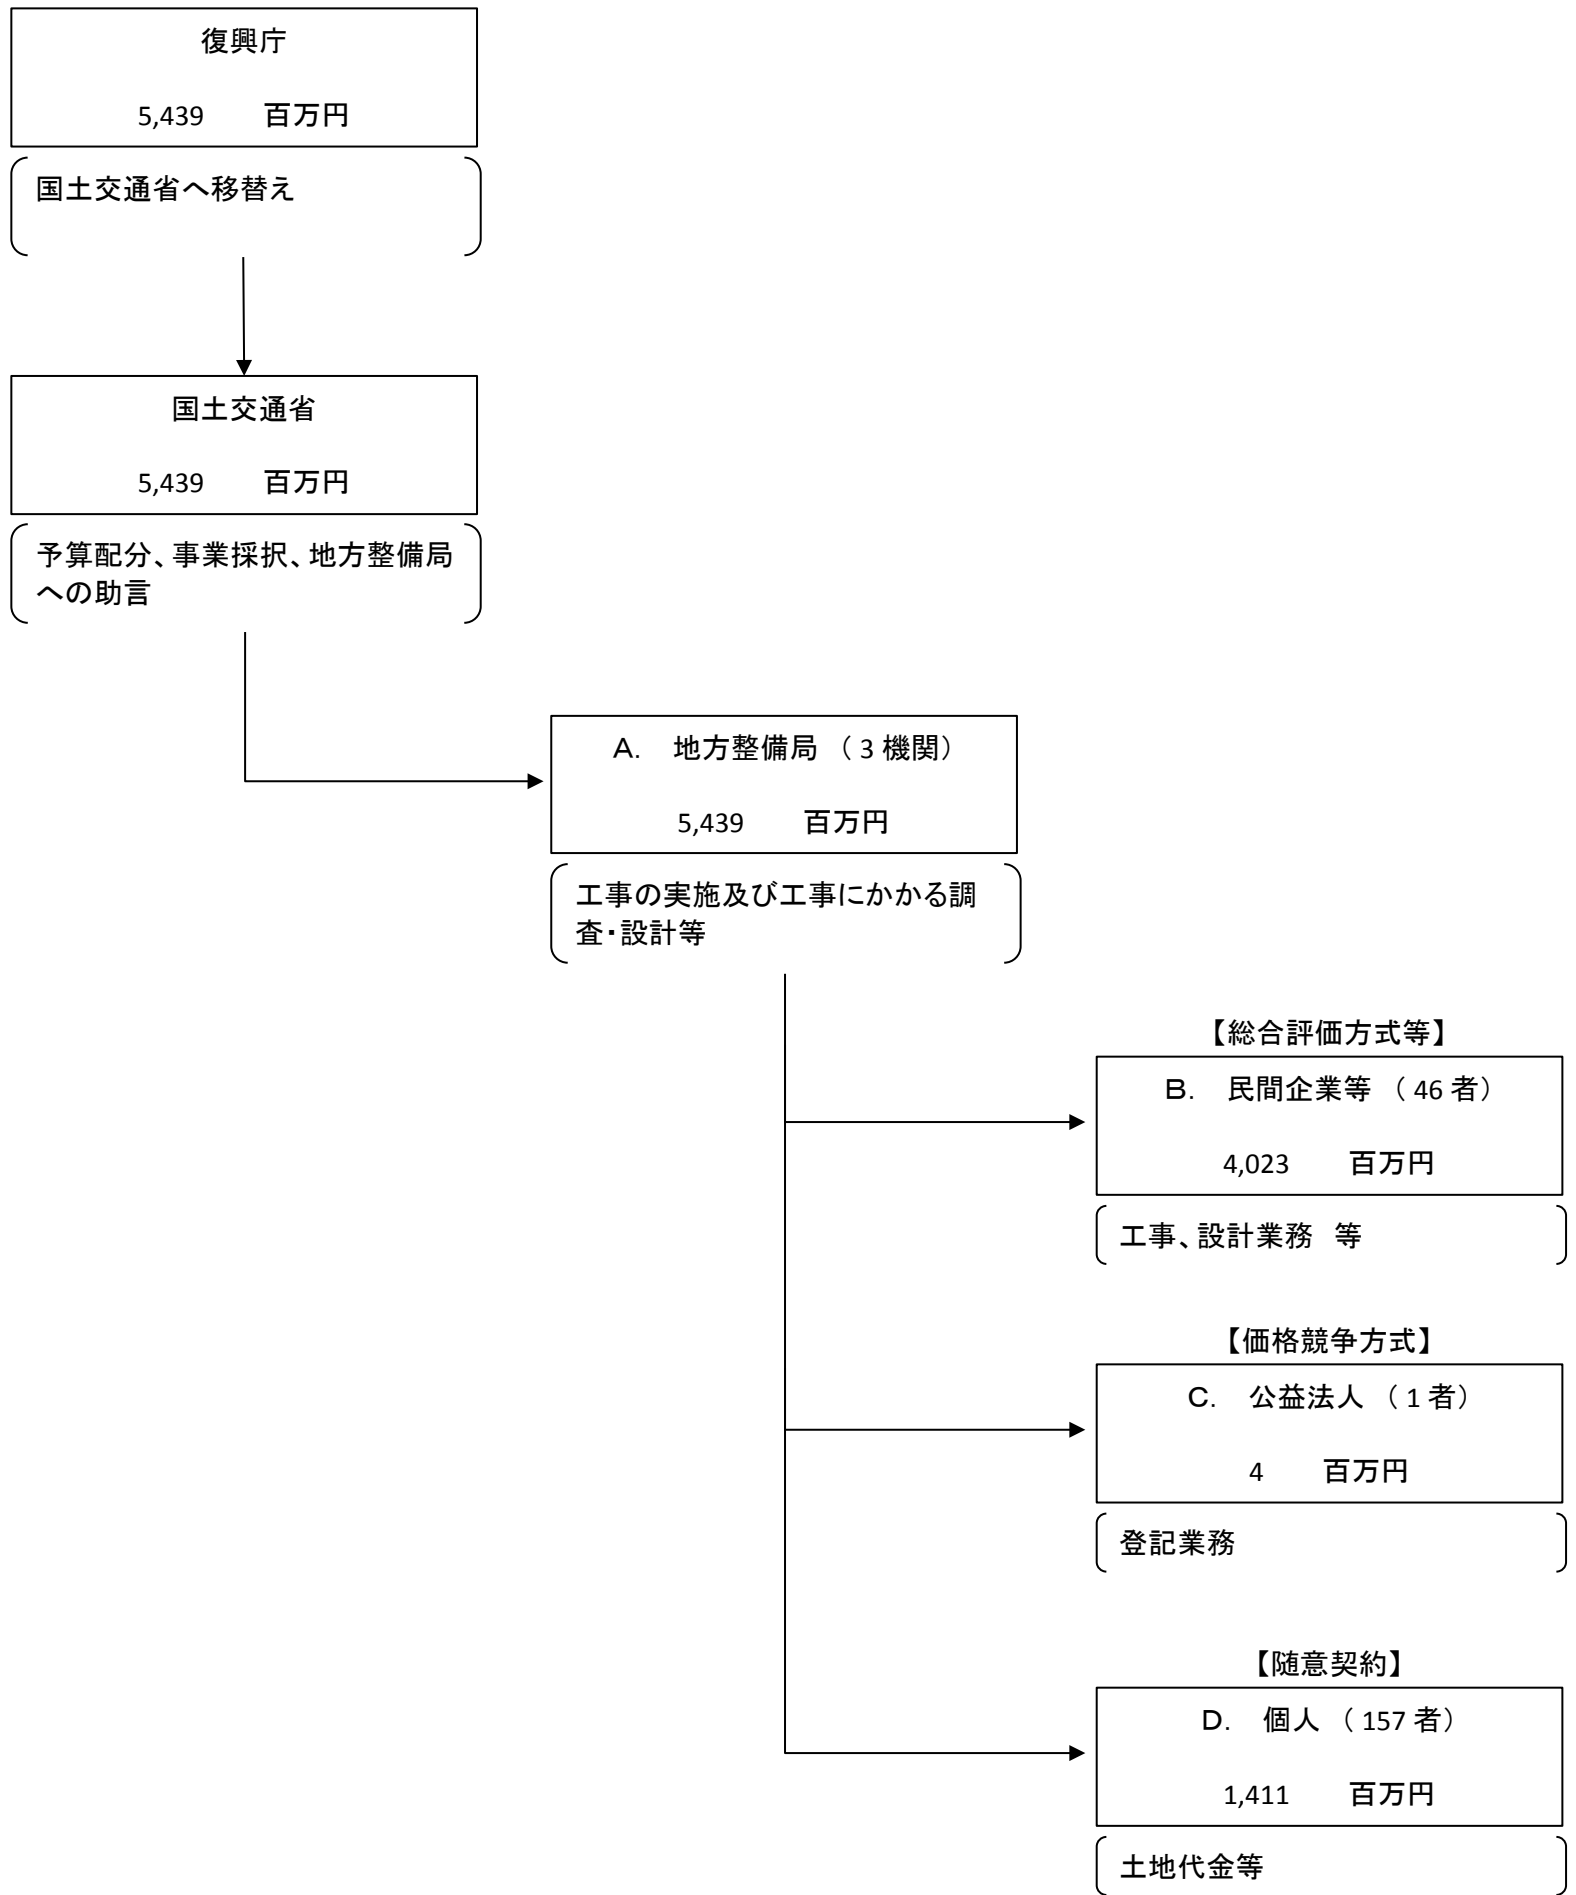 復興庁
5,439 百万円
国土交通省へ移替え
国土交通省
5,439 百万円
予算配分、事業採択、地方整備局
への助言
A. 地方整備局 （ 3 機関）
5,439 百万円
工事の実施及び工事にかかる調
査・設計等
【総合評価方式等】
B. 民間企業等 （ 46 者）
4,023 百万円
工事、設計業務 等
【価格競争方式】
C. 公益法人 （ 1 者）
4 百万円
登記業務
【随意契約】
D. 個人 （ 157 者）
1,411 百万円
土地代金等